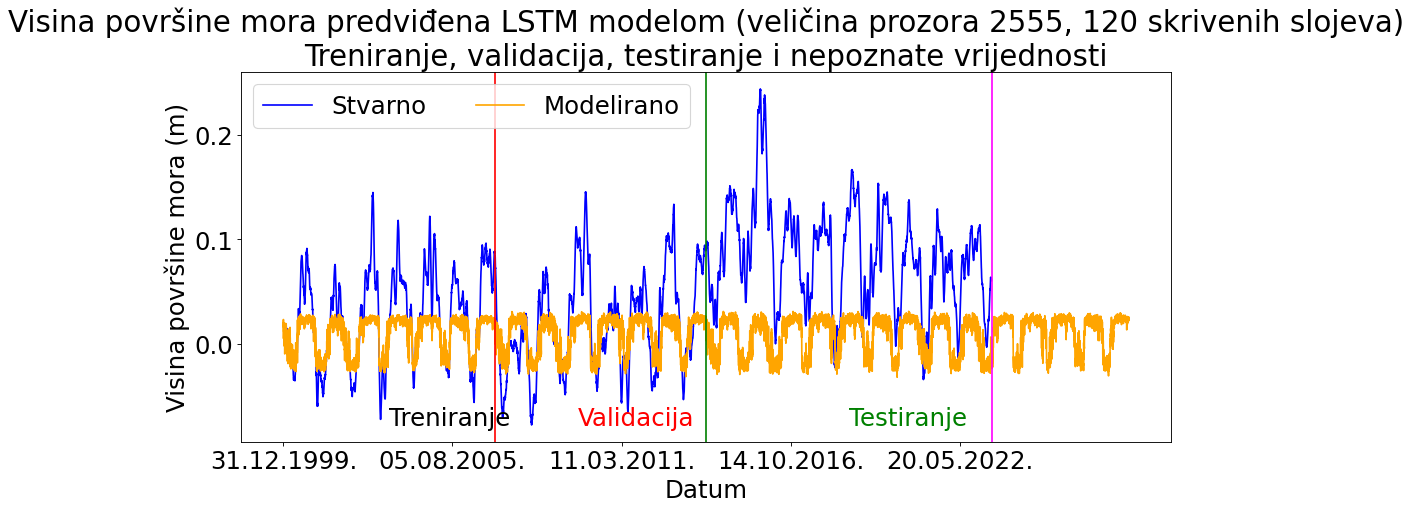 Visina površine mora predviđena LSTM modelom (veličina prozora 2555, 120 skrivenih slojeva)
Treniranje, validacija, testiranje i nepoznate vrijednosti
Stvarno Modelirano
Visina površine mora (m)
0.2
0.1
0.0
Treniranje Validacija Testiranje
31.12.1999. 05.08.2005. 11.03.2011. 14.10.2016. 20.05.2022.
Datum